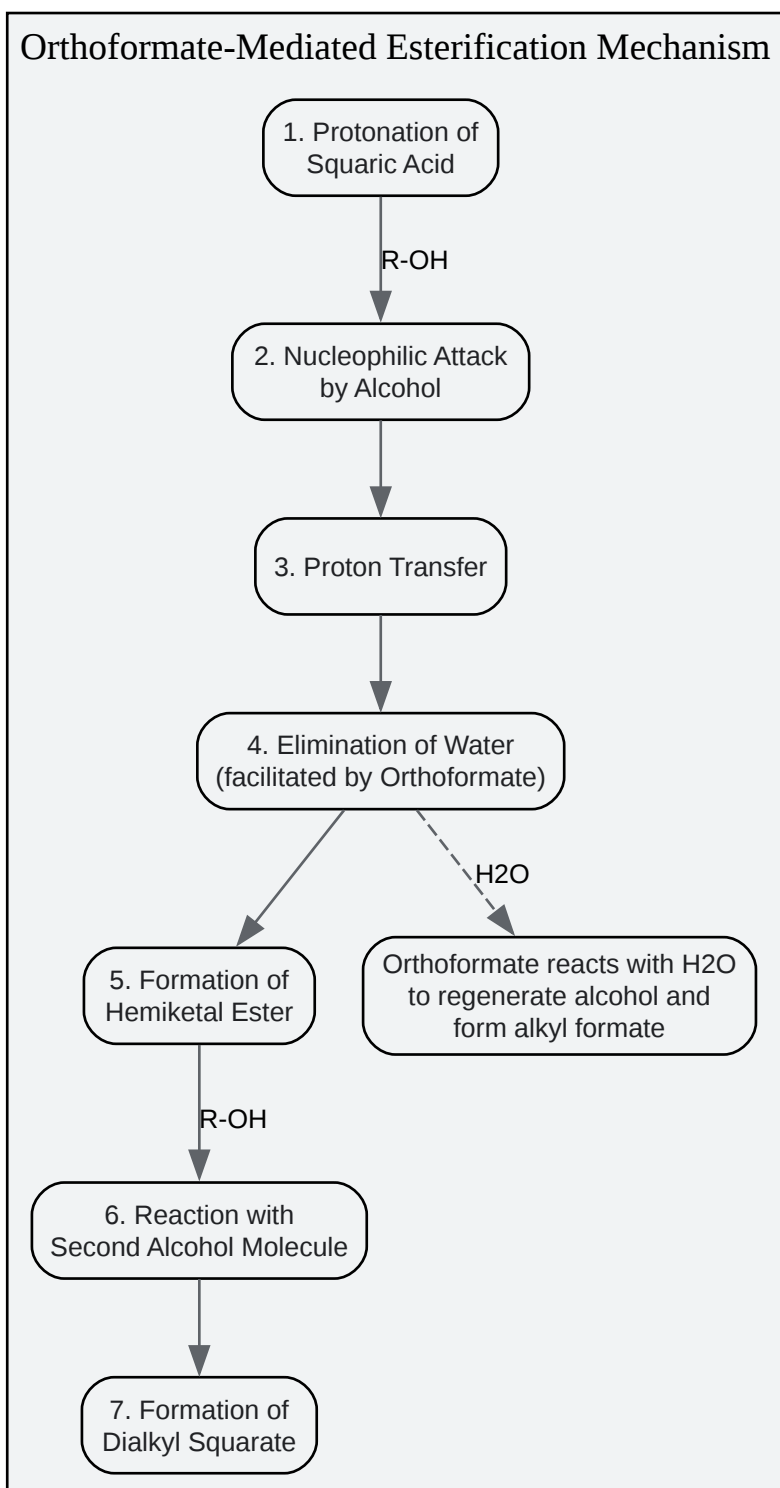 Orthoformate-Mediated Esterification Mechanism
1. Protonation of
Squaric Acid
R-OH
2. Nucleophilic Attack
by Alcohol
3. Proton Transfer
4. Elimination of Water
(facilitated by Orthoformate)
H2O
5. Formation of
Hemiketal Ester
Orthoformate reacts with H2O
to regenerate alcohol and
form alkyl formate
R-OH
6. Reaction with
Second Alcohol Molecule
7. Formation of
Dialkyl Squarate